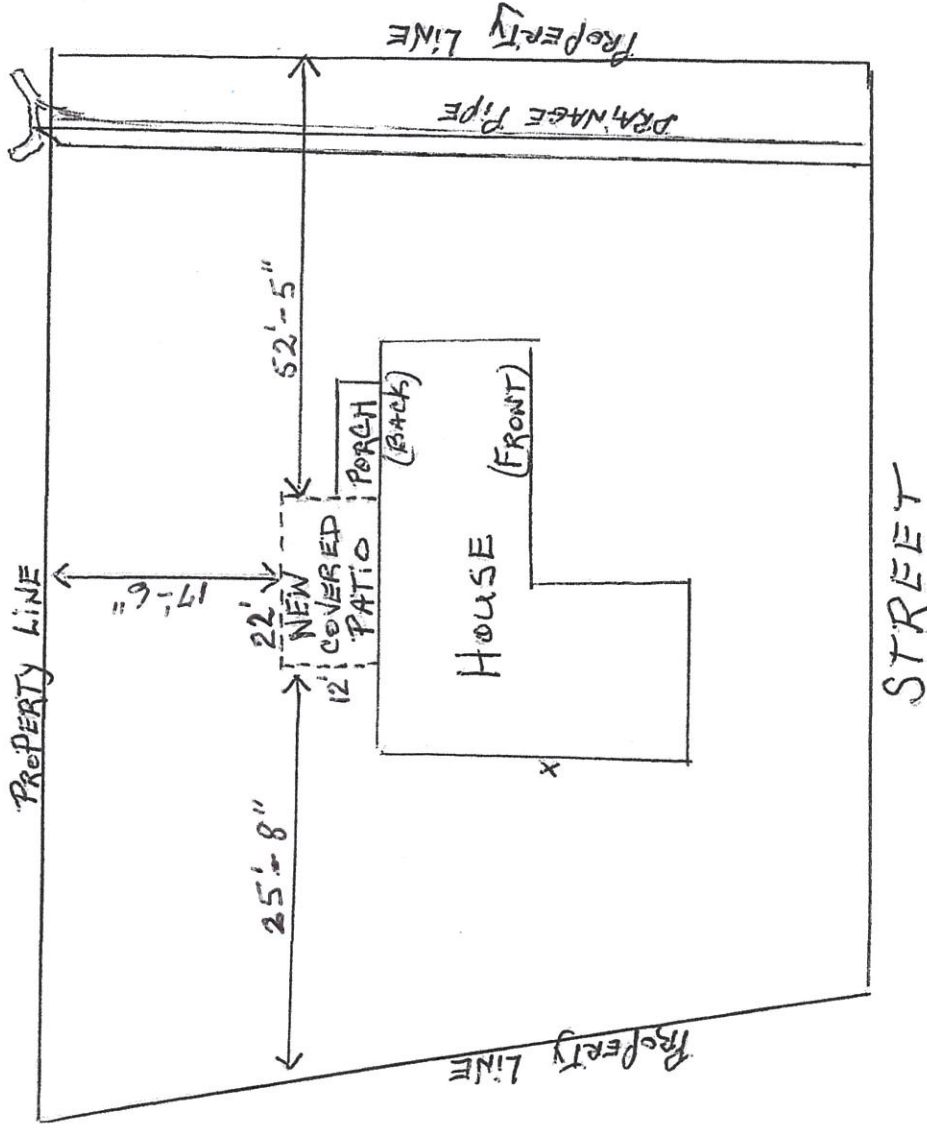 PROPERTY LINE
PROPERTY LINE
DRAINAGE PIPE
52'-5"
17'-6"
22'
NEW
COVERED
PATIO
12'
PORCH
(BACK)
25'-8"
HOUSE
(FRONT)
X
PROPERTY LINE
STREET